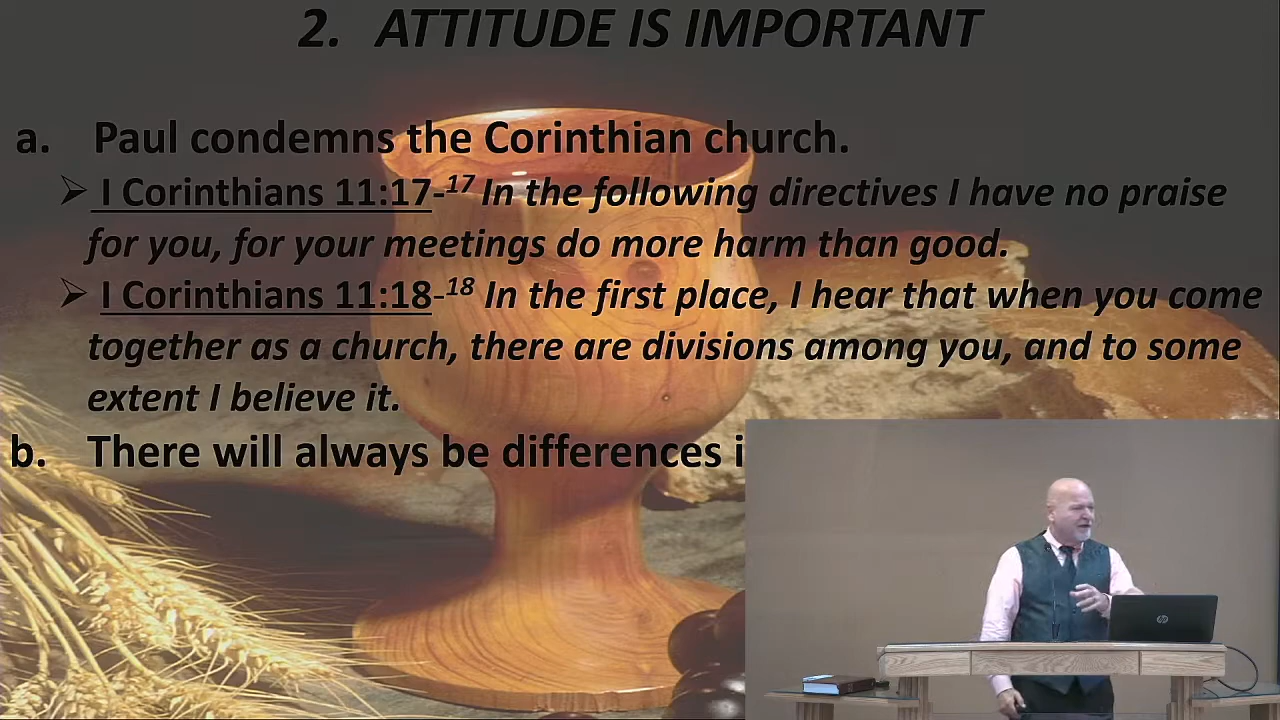 2. ATTITUDE IS IMPORTANT
a. Paul condemns the Corinthian church.
➢ I Corinthians 11:17-17 In the following directives I have no praise
for you, for your meetings do more harm than good.
➢ I Corinthians 11:18-18 In the first place, I hear that when you come
together as a church, there are divisions among you, and to some
extent I believe it.
b. There will always be differences i
hp